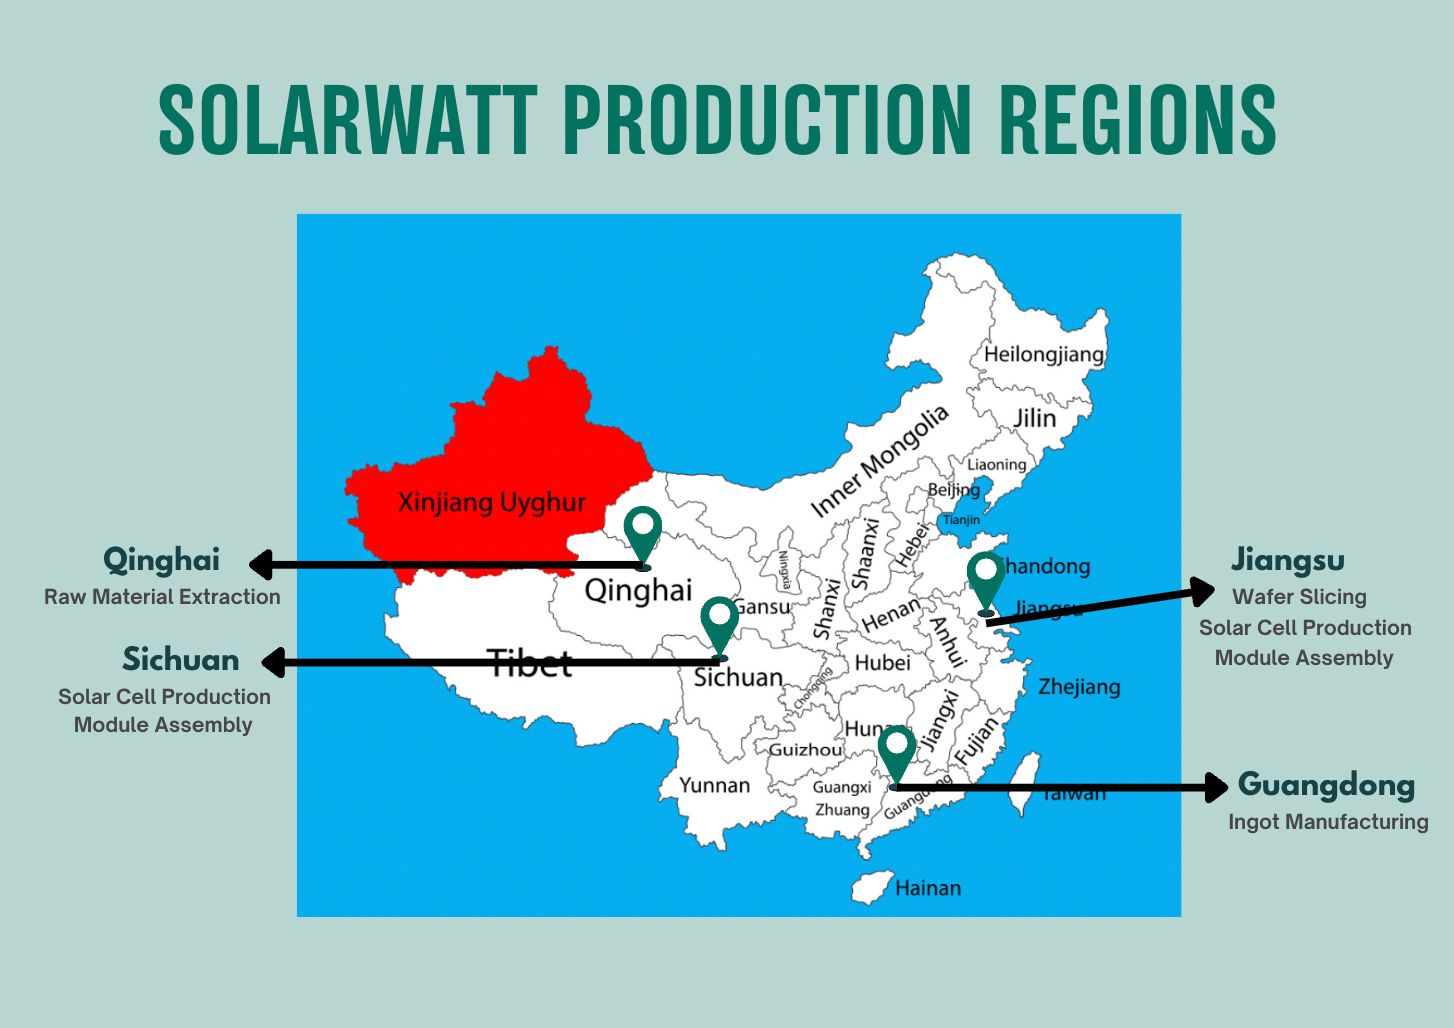 SOLARWATT PRODUCTION REGIONS
Heilongjiang
Jilin
Inner Mongolia
Liaoning
Beijing
Tianjin
Xinjiang Uyghur
Hebei
Shaanxi
Ningxia
Shandong
Qinghai
Gansu
Shanxi
Henan
Jiangsu
Anhui
Tibet
Sichuan
Hubei
Chongqing
Zhejiang
Hunan
Jiangxi
Fujian
Guizhou
Yunnan
Guangxi
Zhuang
Guangdong
Taiwan
Hainan
Qinghai
Raw Material Extraction
Sichuan
Solar Cell Production
Module Assembly
Jiangsu
Wafer Slicing
Solar Cell Production
Module Assembly
Guangdong
Ingot Manufacturing